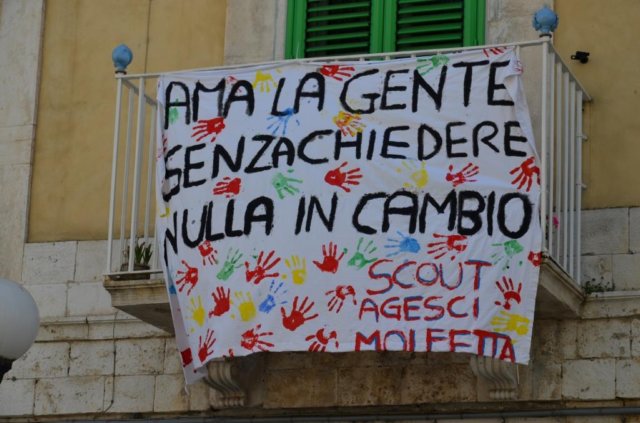 AMA LA GENTE
SENZA CHIEDERE
NULLA IN CAMBIO
SCOUT
AGESCI
MOLFETTA